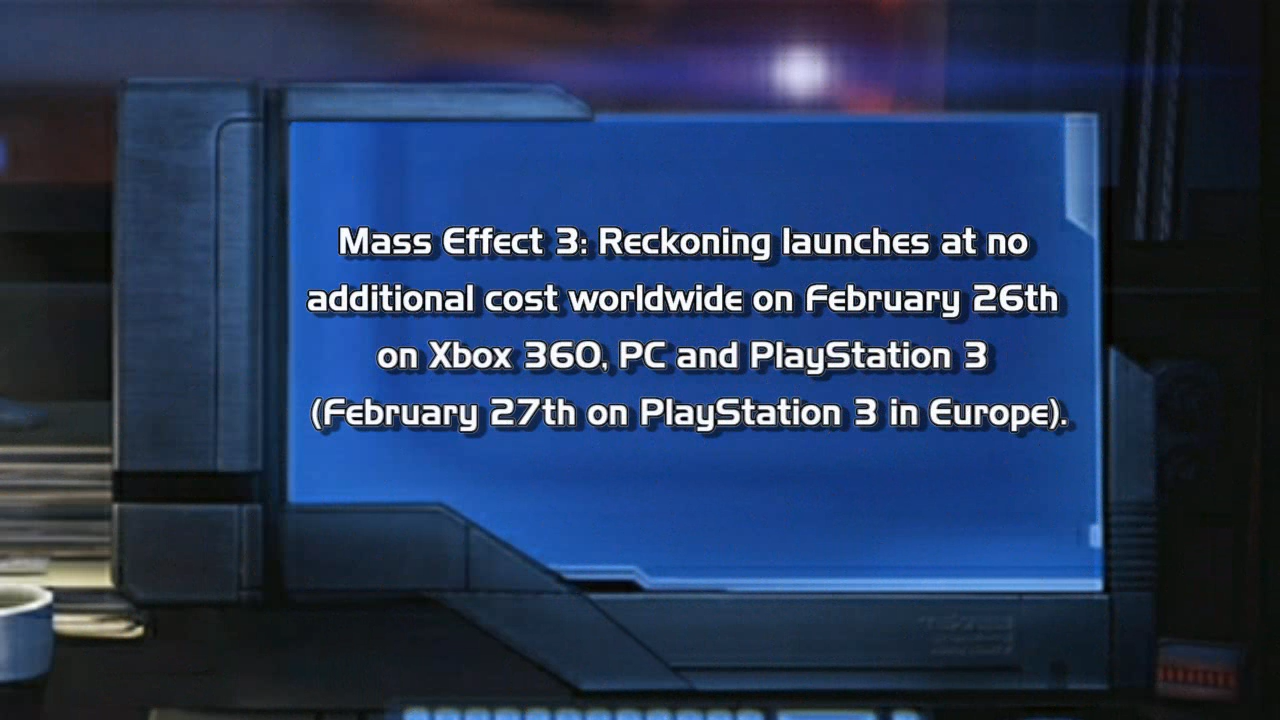 Mass Effect 3: Reckoning launches at no
additional cost worldwide on February 26th
on Xbox 360, PC and PlayStation 3
(February 27th on PlayStation 3 in Europe).